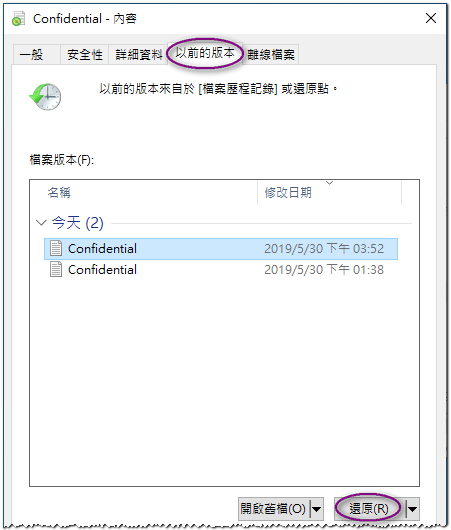 Confidential - 內容
一般 安全性 詳細資料 以前的版本 離線檔案
以前的版本來自於 [檔案歷程記錄] 或還原點。
檔案版本(F):
名稱 修改日期
今天 (2)
Confidential 2019/5/30 下午 03:52
Confidential 2019/5/30 下午 01:38
開啟舊檔(O) 還原(R)